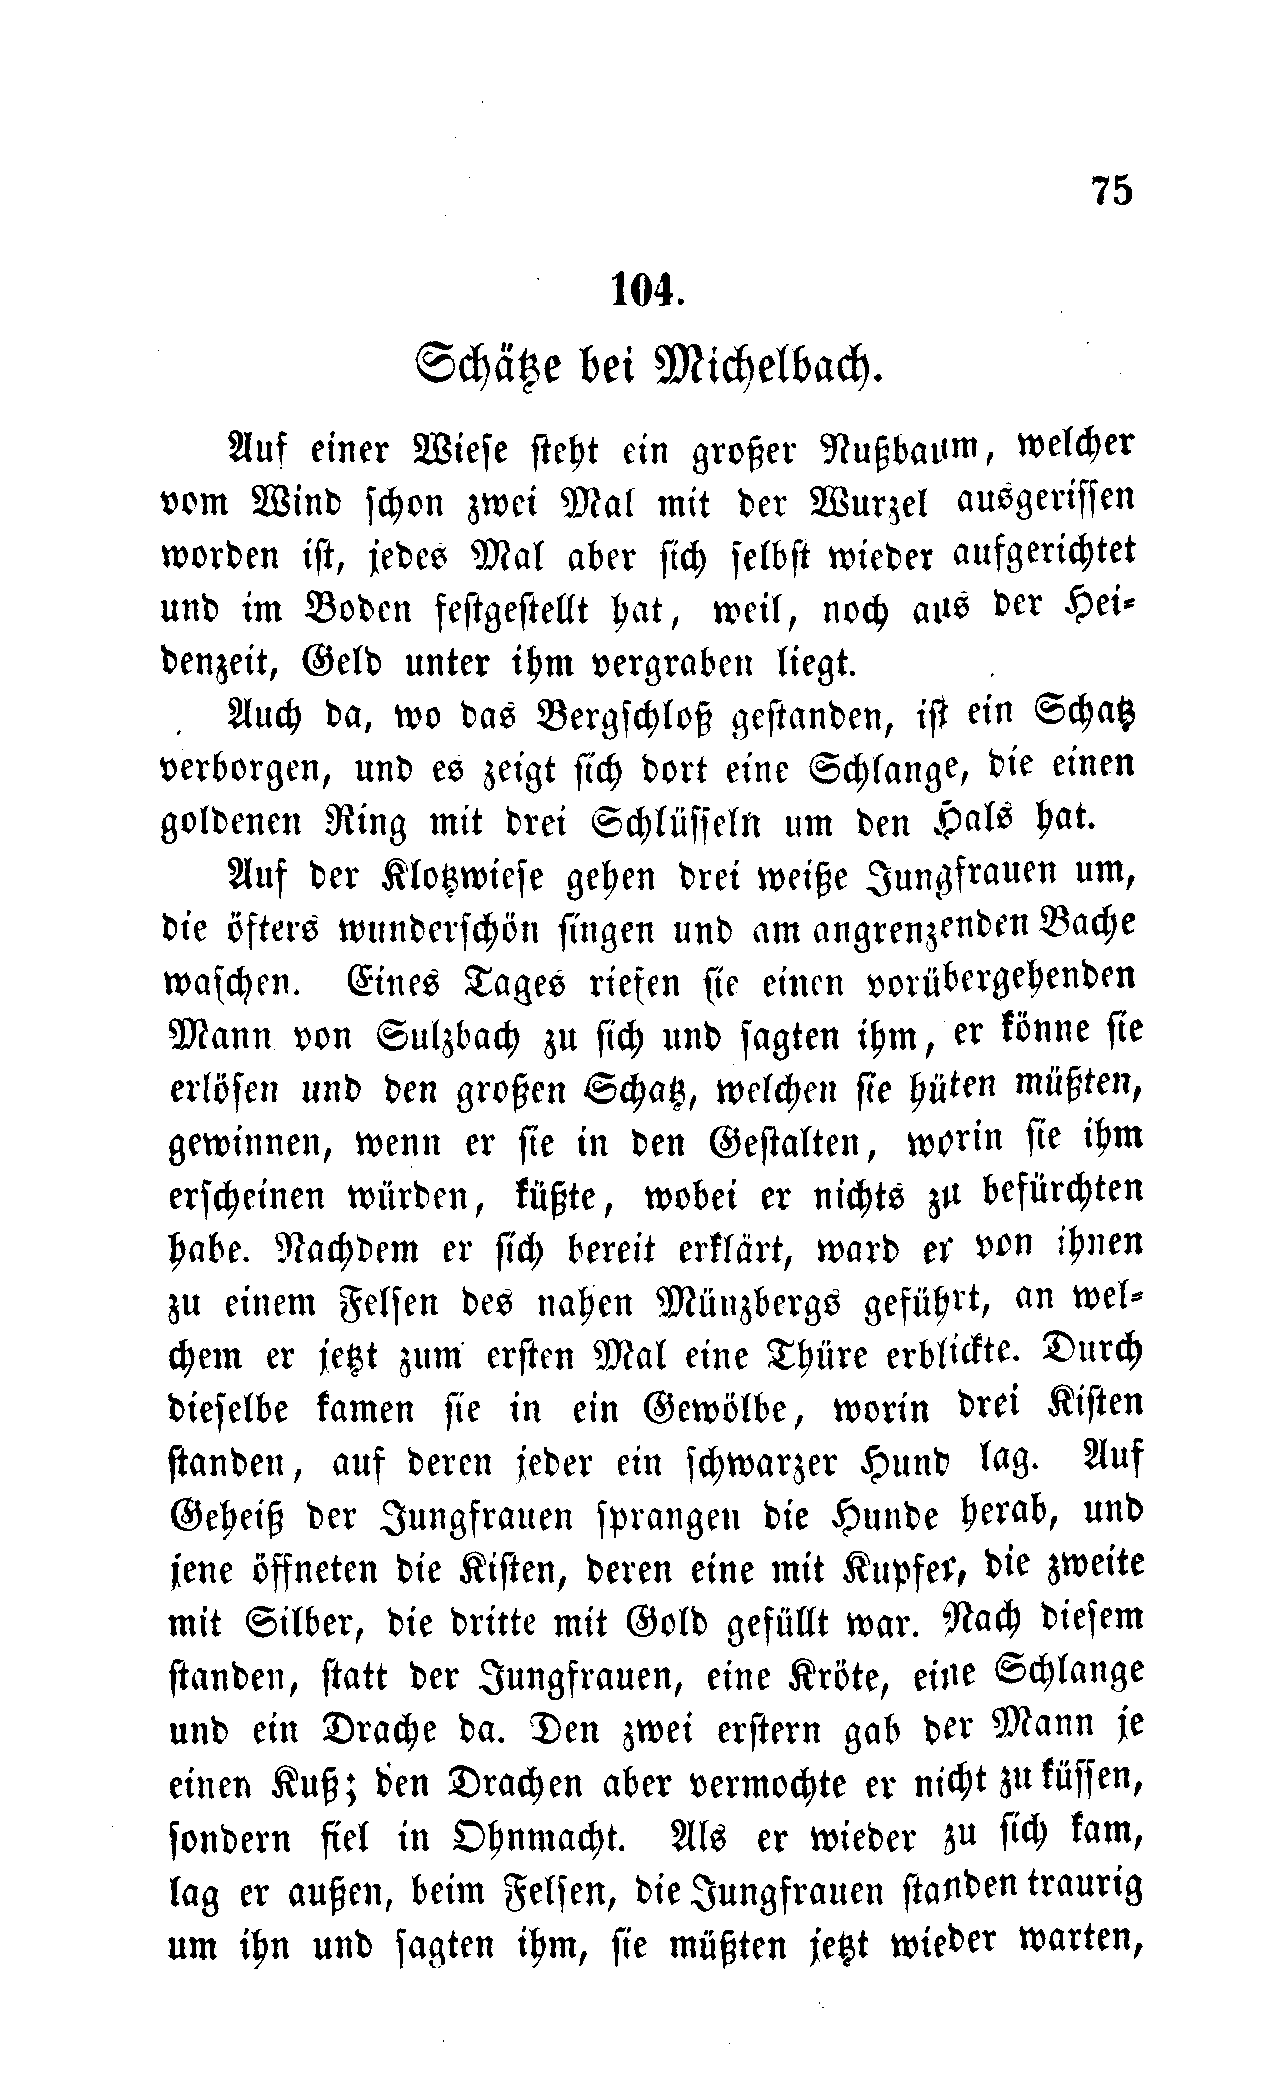 75
104.
Schätze bei Michelbach.
Auf einer Wiese steht ein großer Nußbaum, welcher
vom Wind schon zwei Mal mit der Wurzel ausgerissen
worden ist, jedes Mal aber sich selbst wieder aufgerichtet
und im Boden festgestellt hat, weil, noch aus der Hei-
denzeit, Geld unter ihm vergraben liegt.
Auch da, wo das Bergschloß gestanden, ist ein Schatz
verborgen, und es zeigt sich dort eine Schlange, die einen
goldenen Ring mit drei Schlüsseln um den Hals hat.
Auf der Klotzwiese gehen drei weiße Jungfrauen um,
die öfters wunderschön singen und am angrenzenden Bache
waschen. Eines Tages riefen sie einen vorübergehenden
Mann von Sulzbach zu sich und sagten ihm, er könne sie
erlösen und den großen Schatz, welchen sie hüten müßten,
gewinnen, wenn er sie in den Gestalten, worin sie ihm
erscheinen würden, küßte, wobei er nichts zu befürchten
habe. Nachdem er sich bereit erklärt, ward er von ihnen
zu einem Felsen des nahen Münzbergs geführt, an wel-
chem er jetzt zum ersten Mal eine Thüre erblickte. Durch
dieselbe kamen sie in ein Gewölbe, worin drei Kisten
standen, auf deren jeder ein schwarzer Hund lag. Auf
Geheiß der Jungfrauen sprangen die Hunde herab, und
jene öffneten die Kisten, deren eine mit Kupfer, die zweite
mit Silber, die dritte mit Gold gefüllt war. Nach diesem
standen, statt der Jungfrauen, eine Kröte, eine Schlange
und ein Drache da. Den zwei erstern gab der Mann je
einen Kuß; den Drachen aber vermochte er nicht zu küssen,
sondern fiel in Ohnmacht. Als er wieder zu sich kam,
lag er außen, beim Felsen, die Jungfrauen standen traurig
um ihn und sagten ihm, sie müßten jetzt wieder warten,